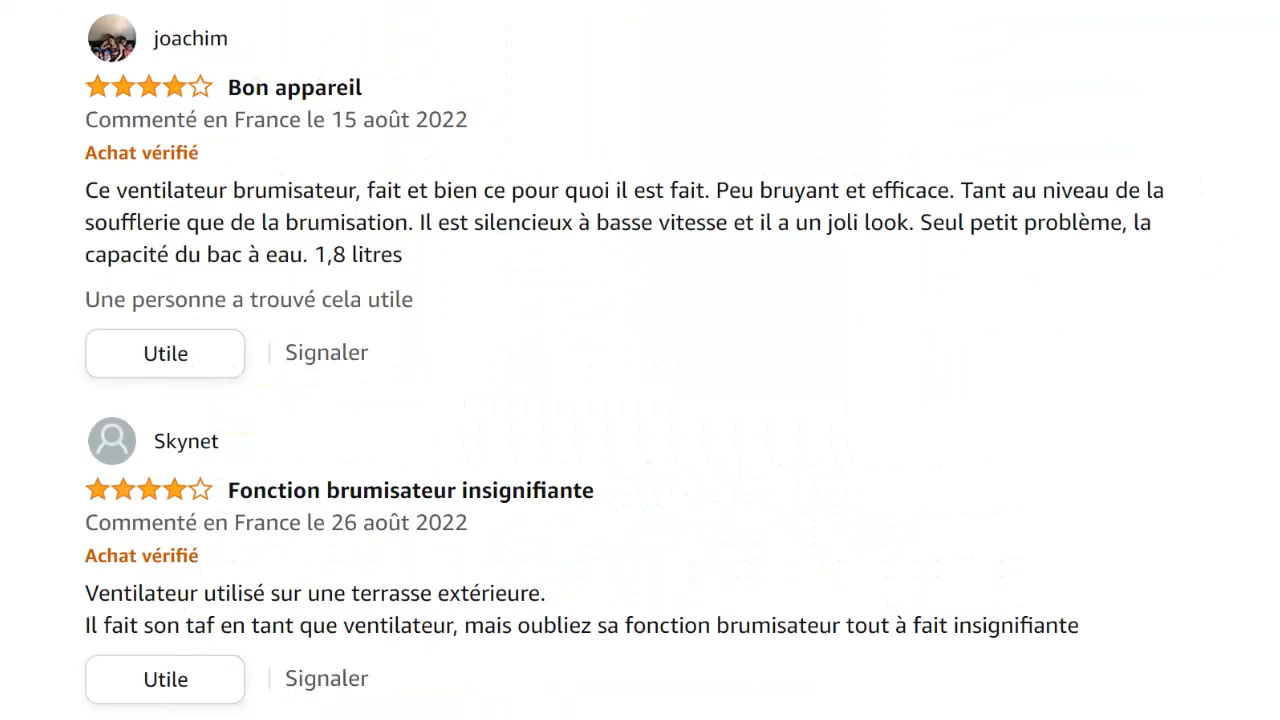 joachim
Bon appareil
Commenté en France le 15 août 2022
Achat vérifié
Ce ventilateur brumisateur, fait et bien ce pour quoi il est fait. Peu bruyant et efficace. Tant au niveau de la
soufflerie que de la brumisation. Il est silencieux à basse vitesse et il a un joli look. Seul petit problème, la
capacité du bac à eau. 1,8 litres
Une personne a trouvé cela utile
Utile | Signaler
Skynet
Fonction brumisateur insignifiante
Commenté en France le 26 août 2022
Achat vérifié
Ventilateur utilisé sur une terrasse extérieure.
Il fait son taf en tant que ventilateur, mais oubliez sa fonction brumisateur tout à fait insignifiante
Utile | Signaler